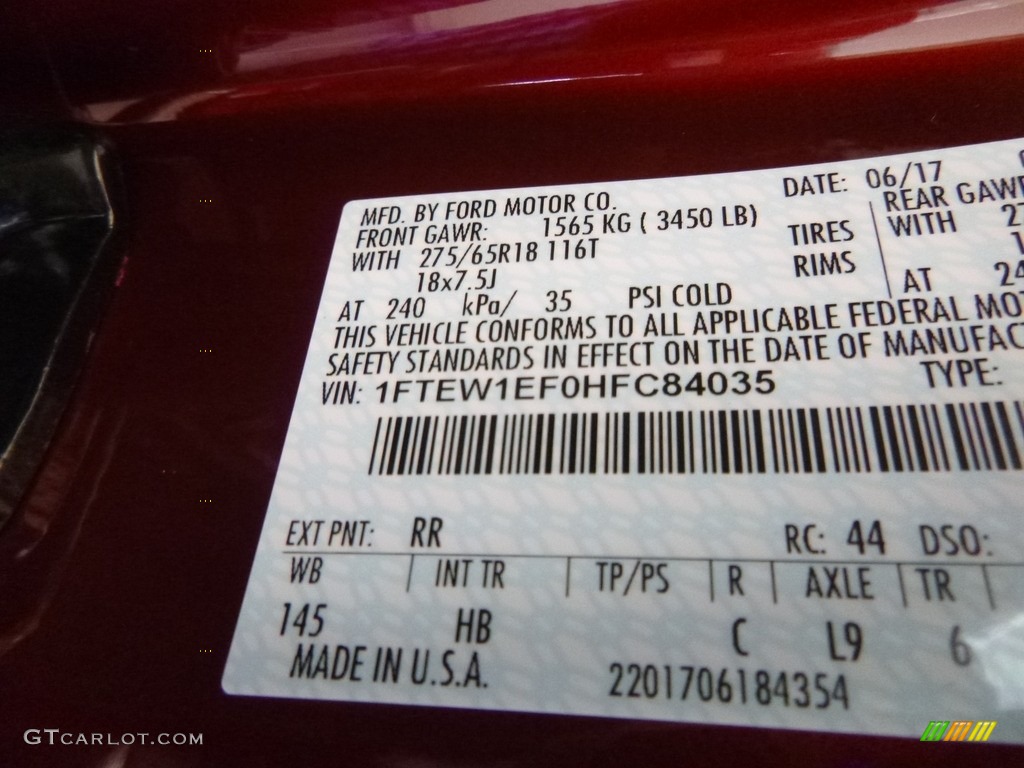 DATE: 06/17
MFD. BY FORD MOTOR CO.
FRONT GAWR: 1565 KG ( 3450 LB) REAR GAWR
WITH 275/65R18 116T TIRES WITH
18x7.5J RIMS
AT 240 kPa/ 35 PSI COLD AT 24
THIS VEHICLE CONFORMS TO ALL APPLICABLE FEDERAL MO
SAFETY STANDARDS IN EFFECT ON THE DATE OF MANUFAC
VIN: 1FTEW1EF0HFC84035 TYPE:
EXT PNT: RR RC: 44 DSO:
WB INT TR TP/PS R AXLE TR
145 HB C L9 6
MADE IN U.S.A. 2201706184354
GTCARLOT.COM